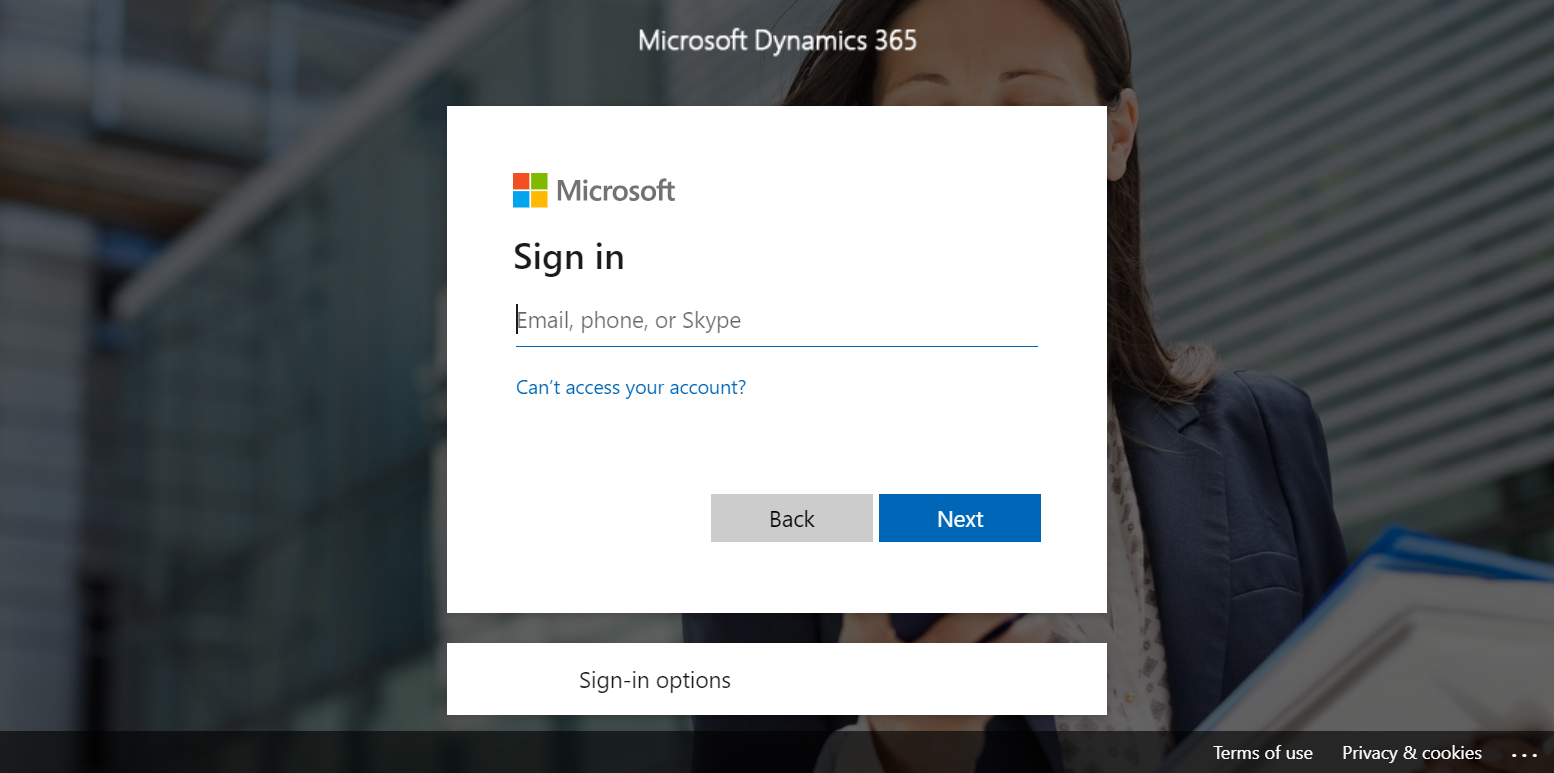 Microsoft Dynamics 365
Microsoft
Sign in
Email, phone, or Skype
Can’t access your account?
Back
Next
Sign-in options
Terms of use
Privacy & cookies
...